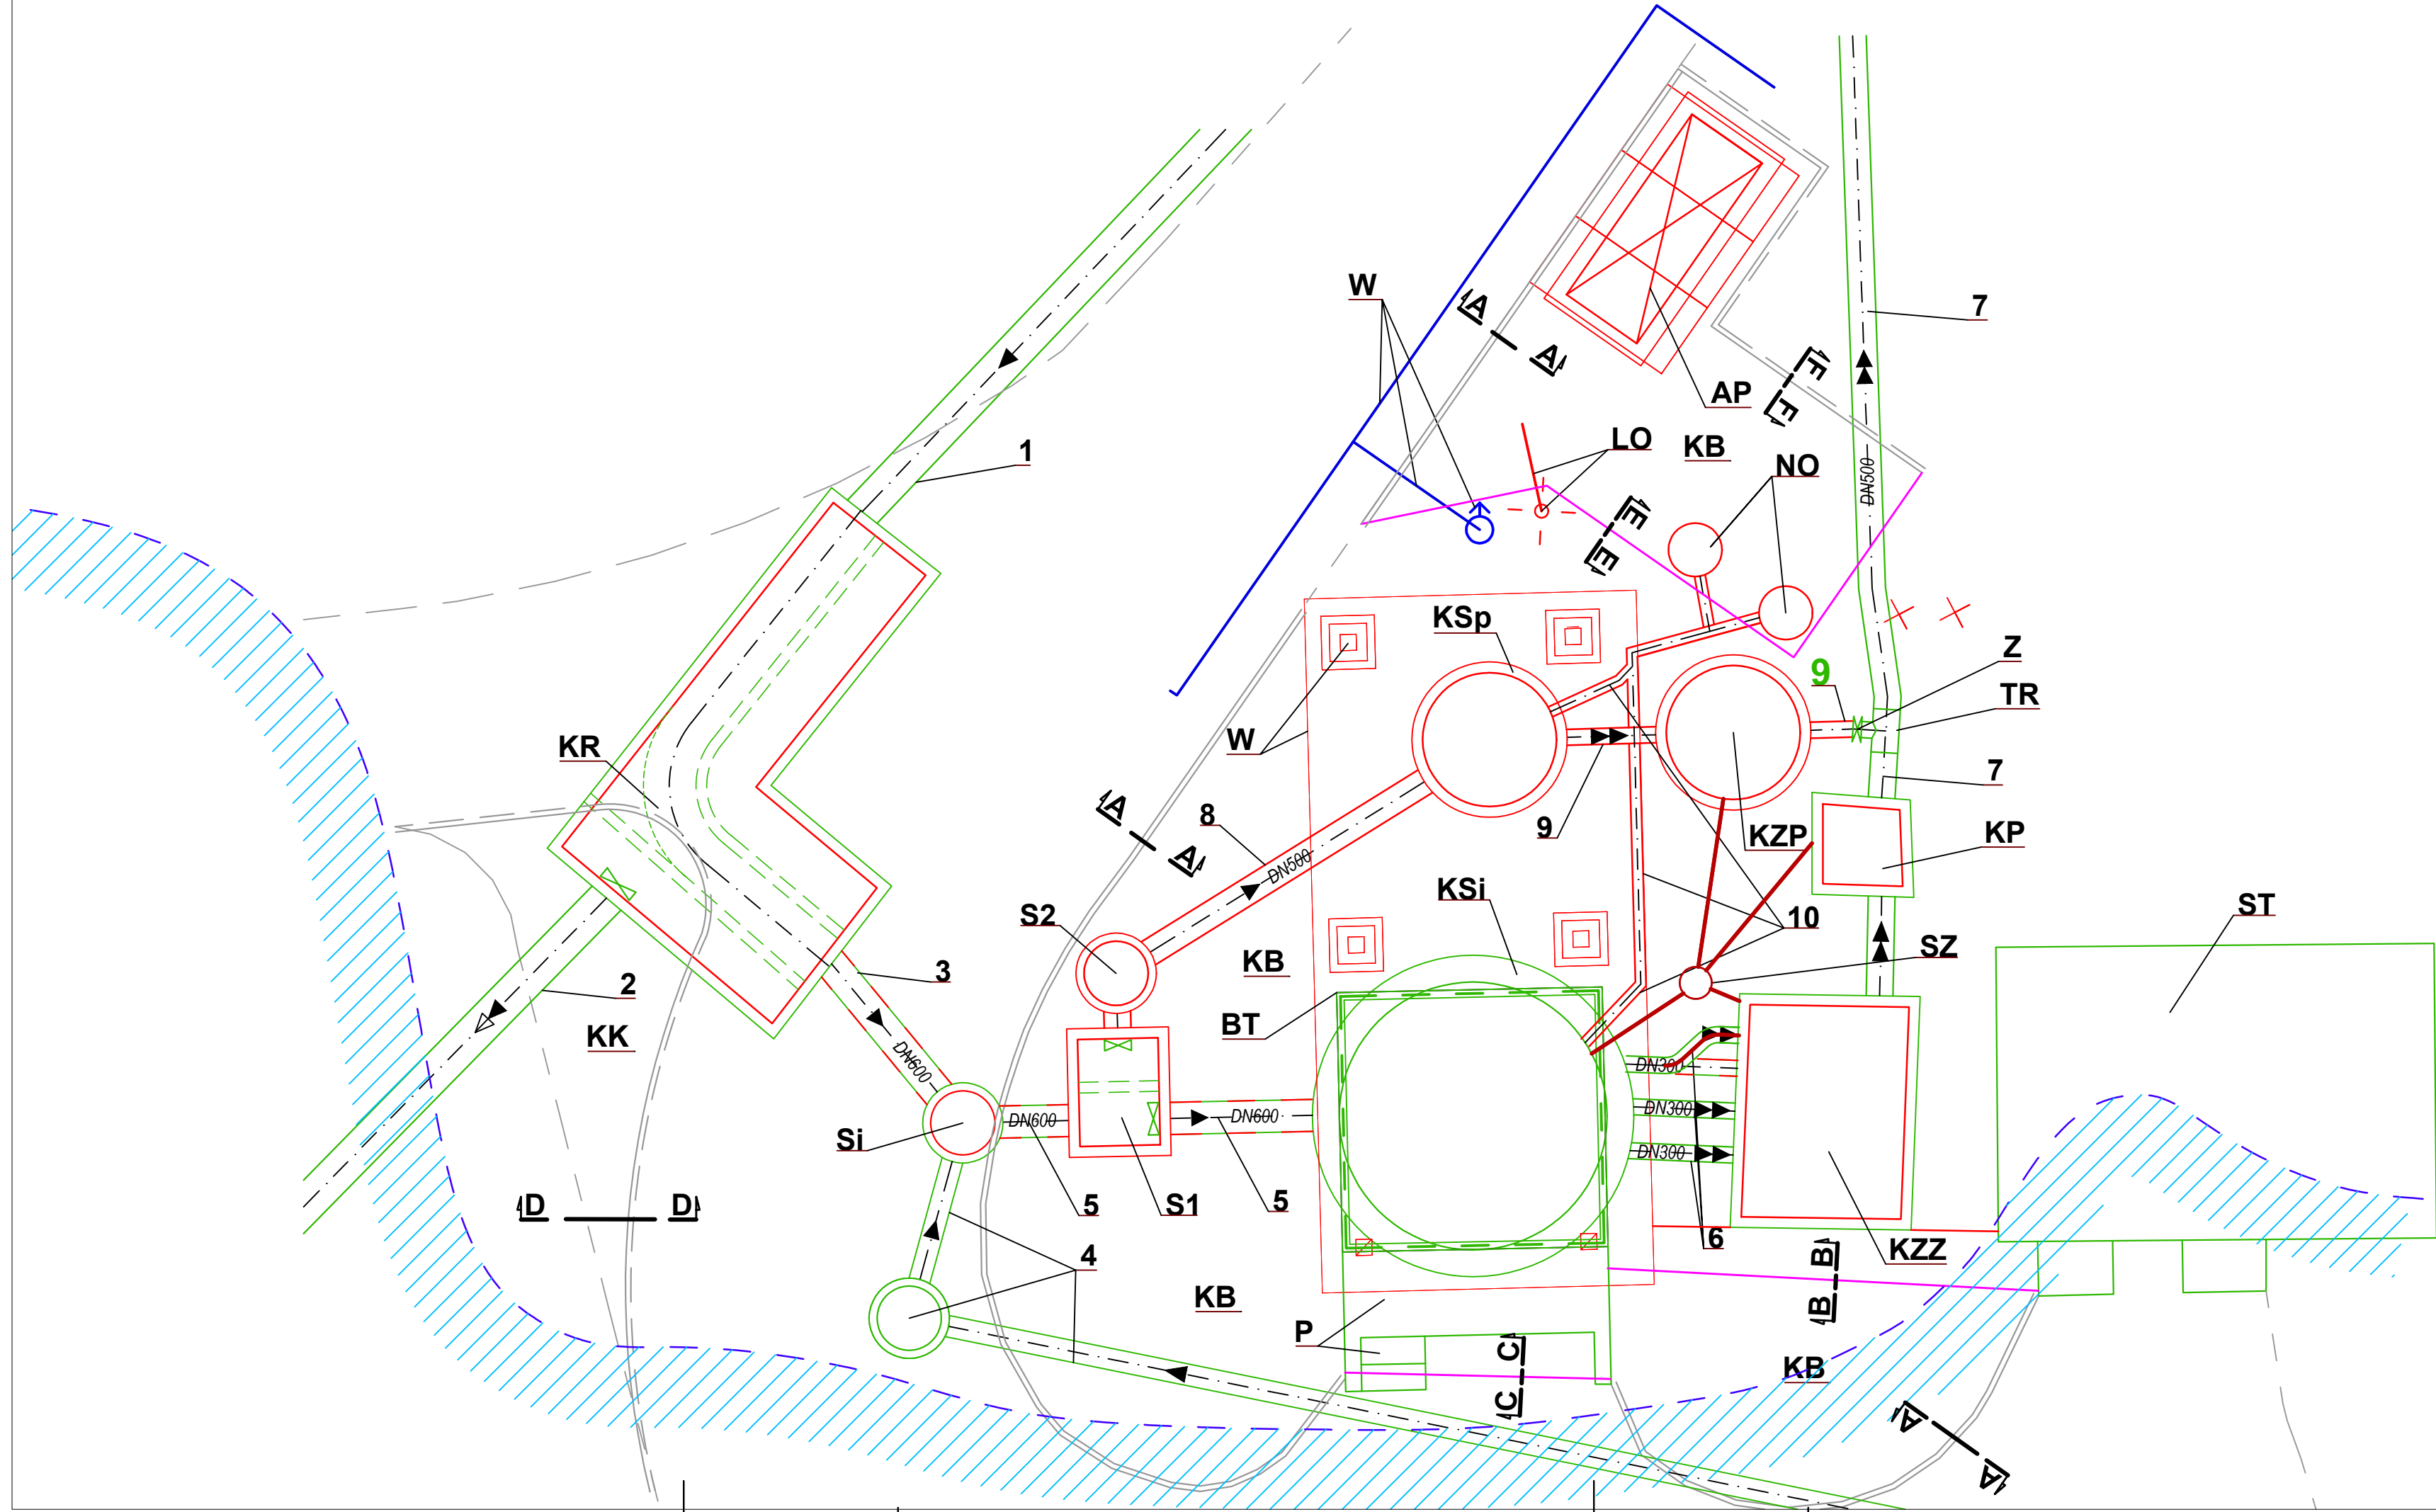 W
7
A
A
F
F
AP
LO
KB
NO
1
DN500
E
E
KSp
Z
9
TR
KR
W
7
A
8
9
KZP
KP
A
DN500
KSi
S2
10
ST
SZ
KB
3
2
BT
KK
DN600
DN300
DN600
DN600
DN300
Si
DN300
D
D
5
S1
5
6
B
B
KZZ
4
KB
P
C
C
KB
A
A